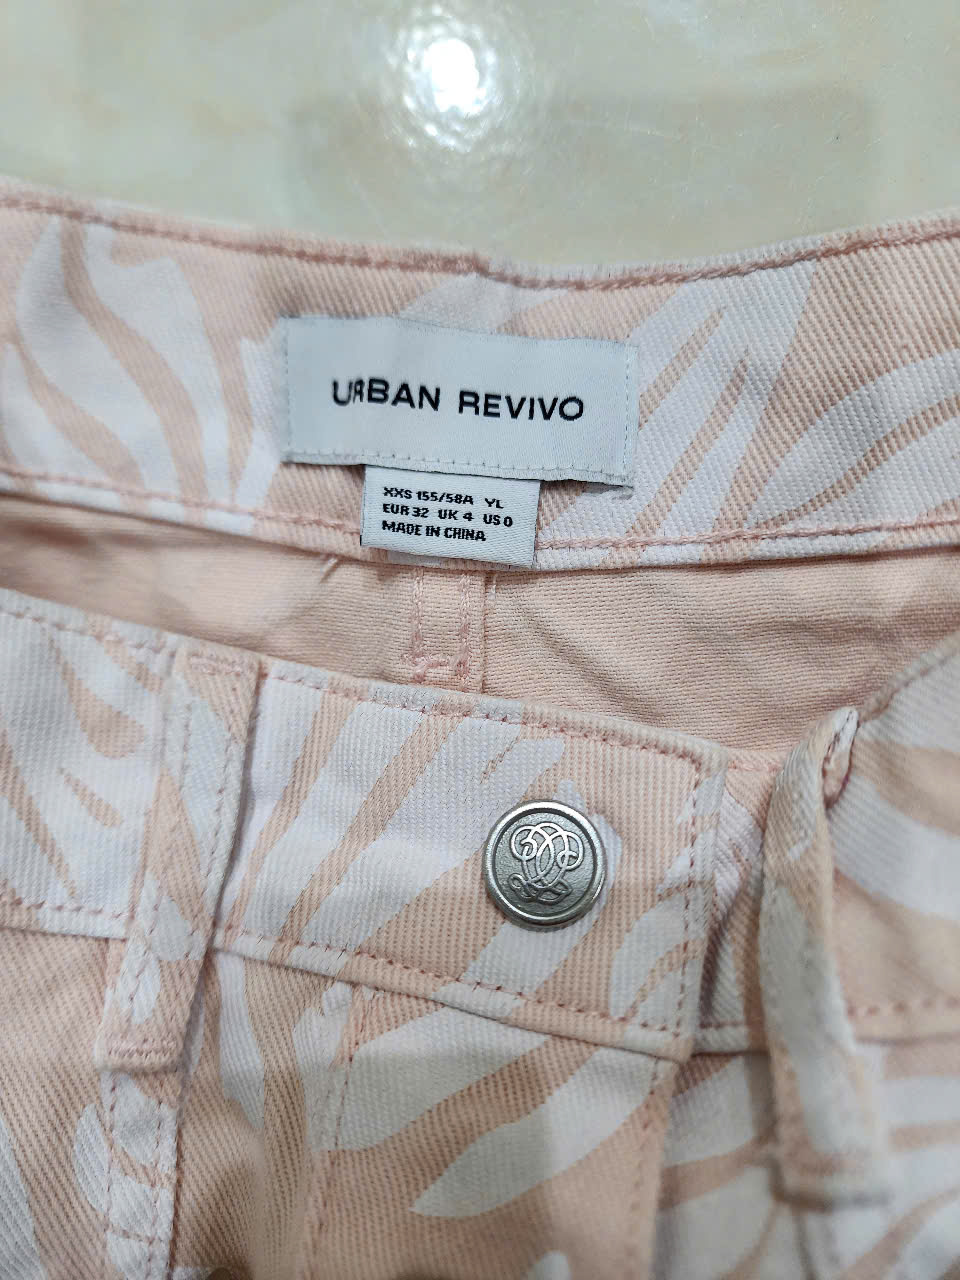 URBAN REVIVO
XXS 155/58A YL
EUR 32 UK 4 US 0
MADE IN CHINA